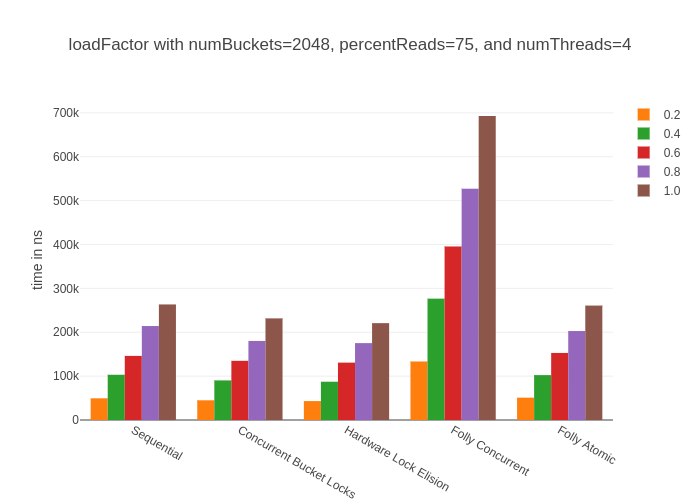 loadFactor with numBuckets=2048, percentReads=75, and numThreads=4
700k
600k
500k
400k
300k
200k
100k
0
time in ns
Sequential
Concurrent Bucket Locks
Hardware Lock Elision
Folly Concurrent
Folly Atomic
0.2
0.4
0.6
0.8
1.0